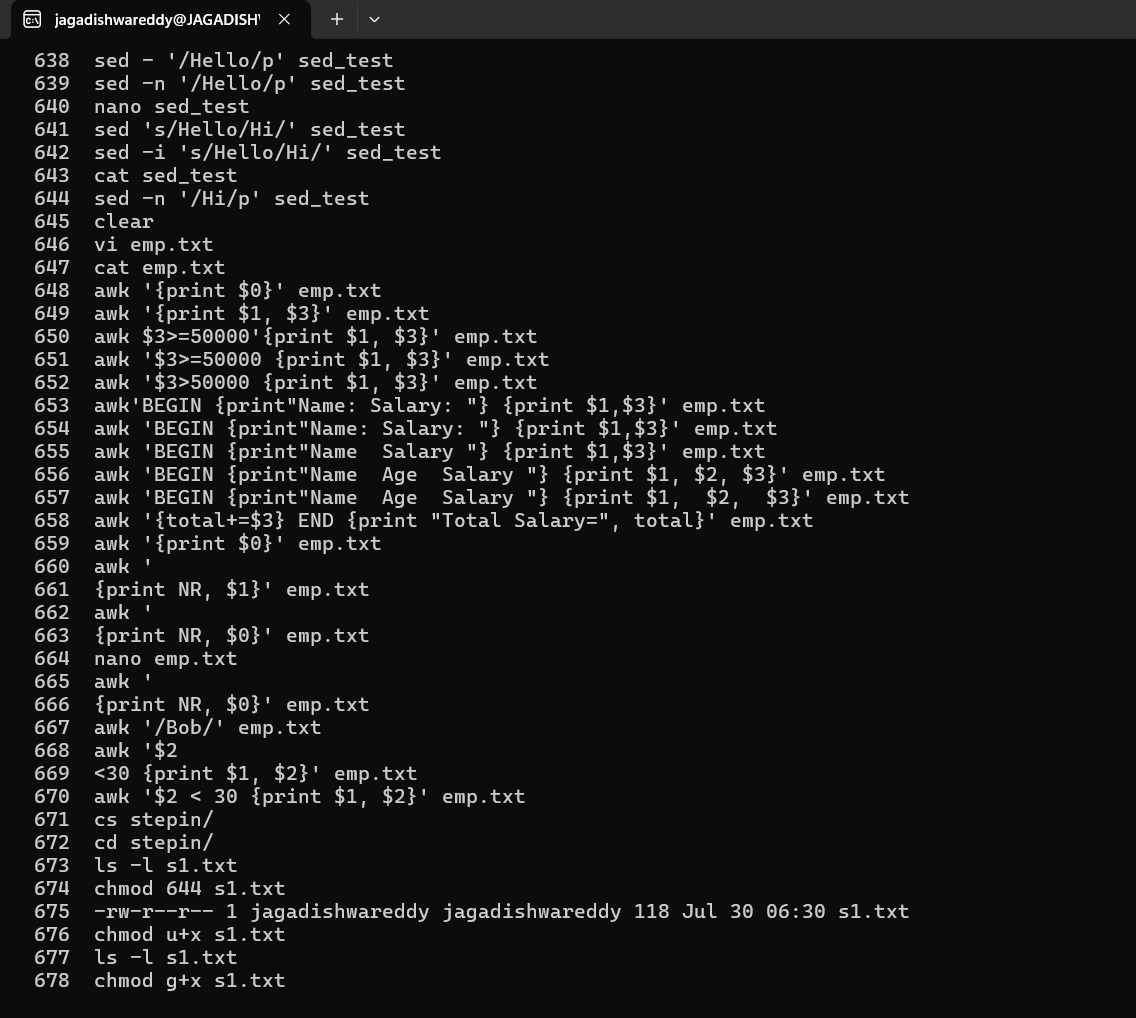 jagadishwareddy@JAGADISH
638 sed - '/Hello/p' sed_test
639 sed -n '/Hello/p' sed_test
640 nano sed_test
641 sed 's/Hello/Hi/' sed_test
642 sed -i 's/Hello/Hi/' sed_test
643 cat sed_test
644 sed -n '/Hi/p' sed_test
645 clear
646 vi emp.txt
647 cat emp.txt
648 awk '{print $0}' emp.txt
649 awk '{print $1, $3}' emp.txt
650 awk $3>=50000'{print $1, $3}' emp.txt
651 awk '$3>=50000 {print $1, $3}' emp.txt
652 awk '$3>50000 {print $1, $3}' emp.txt
653 awk'BEGIN {print"Name: Salary: "} {print $1,$3}' emp.txt
654 awk 'BEGIN {print"Name: Salary: "} {print $1,$3}' emp.txt
655 awk 'BEGIN {print"Name  Salary "} {print $1,$3}' emp.txt
656 awk 'BEGIN {print"Name  Age  Salary "} {print $1, $2, $3}' emp.txt
657 awk 'BEGIN {print"Name  Age  Salary "} {print $1,  $2,  $3}' emp.txt
658 awk '{total+=$3} END {print "Total Salary=", total}' emp.txt
659 awk '{print $0}' emp.txt
660 awk '
661 {print NR, $1}' emp.txt
662 awk '
663 {print NR, $0}' emp.txt
664 nano emp.txt
665 awk '
666 {print NR, $0}' emp.txt
667 awk '/Bob/' emp.txt
668 awk '$2
669 <30 {print $1, $2}' emp.txt
670 awk '$2 < 30 {print $1, $2}' emp.txt
671 cs stepin/
672 cd stepin/
673 ls -l s1.txt
674 chmod 644 s1.txt
675 -rw-r--r-- 1 jagadishwareddy jagadishwareddy 118 Jul 30 06:30 s1.txt
676 chmod u+x s1.txt
677 ls -l s1.txt
678 chmod g+x s1.txt